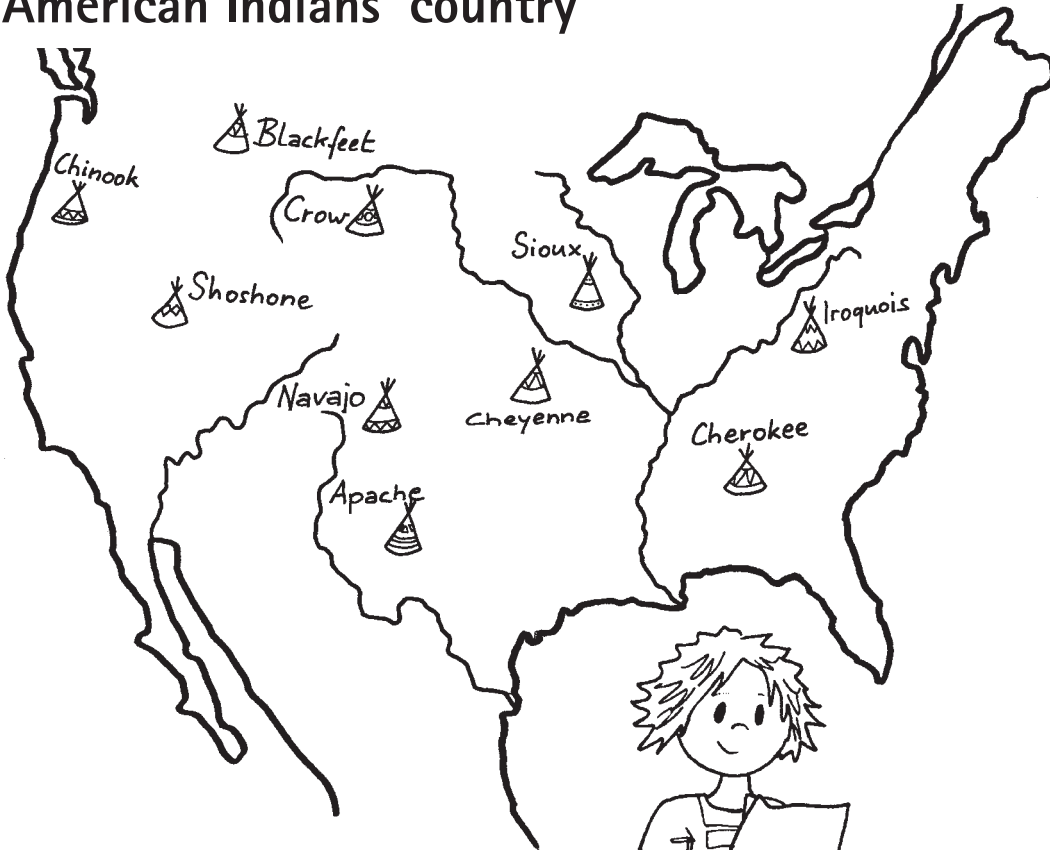 American Indians' country
Blackfeet
Chinook
Crow
Sioux
Shoshone
Iroquois
Navajo
Cheyenne
Cherokee
Apache